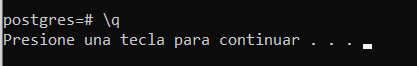 postgres=# \q
Presione una tecla para continuar . . .